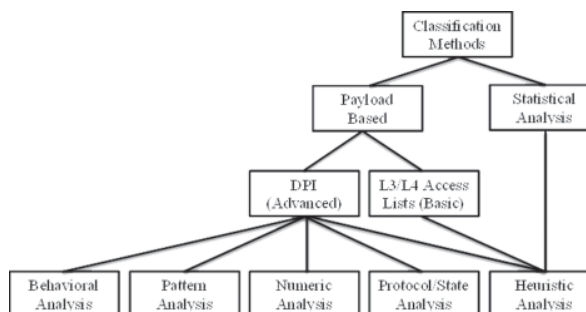 Classification
Methods
Payload
Based
Statistical
Analysis
DPI
(Advanced)
L3/L4 Access
Lists (Basic)
Behavioral
Analysis
Pattern
Analysis
Numeric
Analysis
Protocol/State
Analysis
Heuristic
Analysis